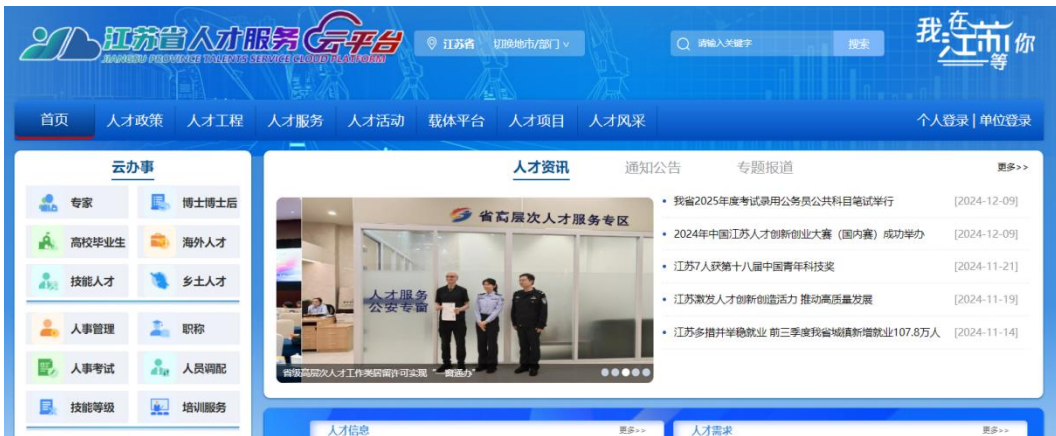 江苏省人才服务云平台
JIANGSU PROVINCE TALENTS SERVICE CLOUD PLATFORM
江苏省 切换地市/部门
请输入关键字 搜索
我在江苏等你
首页 人才政策 人才工程 人才服务 人才活动 载体平台 人才项目 人才风采 个人登录 | 单位登录
云办事
专家 博士博士后
高校毕业生 海外人才
技能人才 乡土人才
人事管理 职称
人事考试 人员调配
技能等级 培训服务
人才资讯 通知公告 专题报道 更多>>
省高层次人才服务专区
人才服务
公安专窗
省级高层次人才工作类居留许可实现“一窗通办”
我省2025年度考试录用公务员公共科目笔试举行 [2024-12-09]
2024年中国江苏人才创新创业大赛（国内赛）成功举办 [2024-12-09]
江苏7人获第十八届中国青年科技奖 [2024-11-21]
江苏激发人才创新创造活力 推动高质量发展 [2024-11-19]
江苏多措并举稳就业 前三季度我省城镇新增就业107.8万人 [2024-11-14]
人才信息 更多>>
人才需求 更多>>